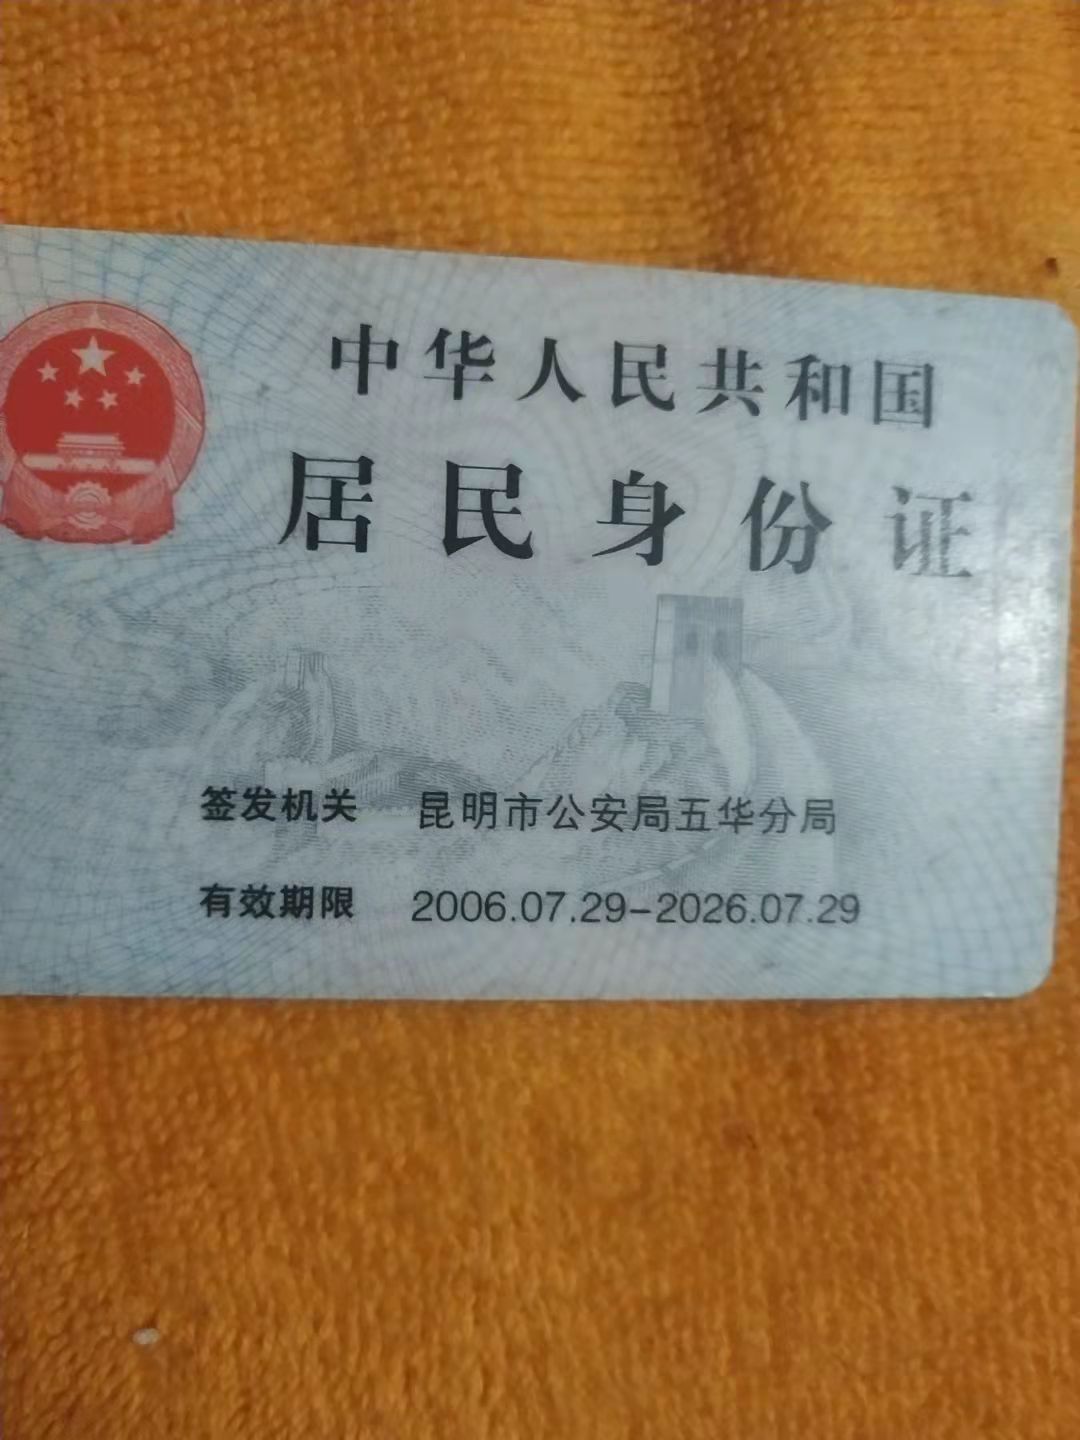 中华人民共和国
居民身份证
签发机关 昆明市公安局五华分局
有效期限 2006.07.29-2026.07.29